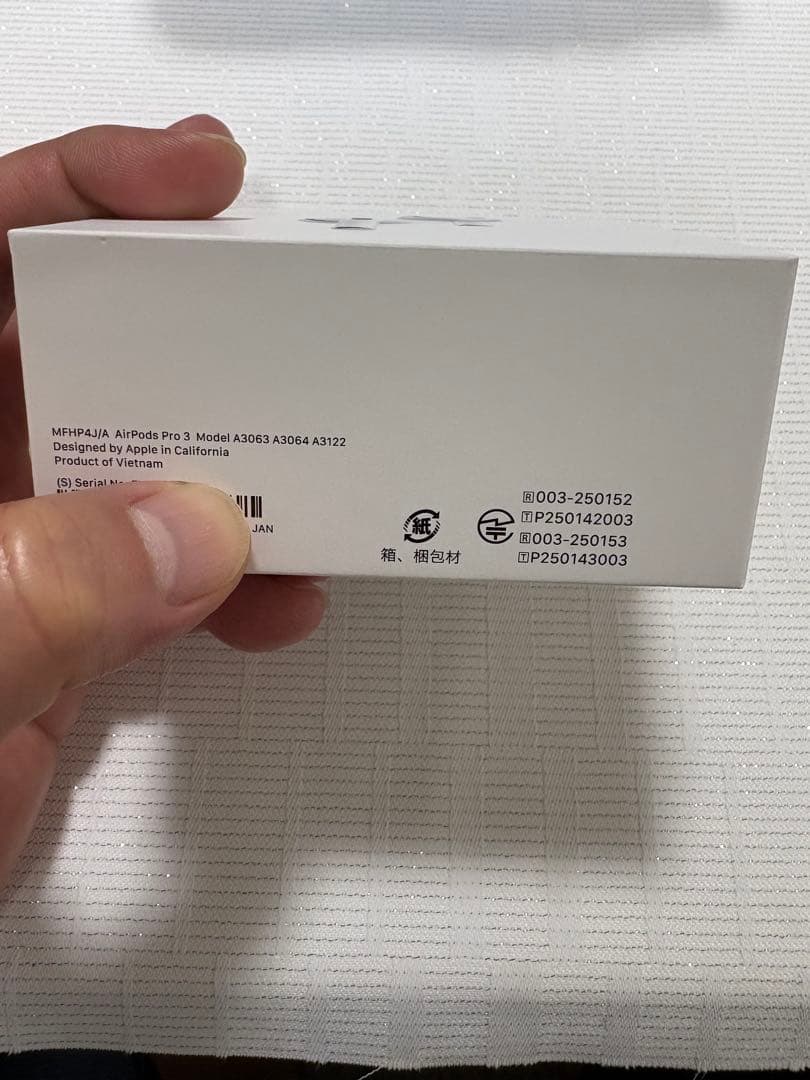 MFHP4J/A AirPods Pro 3 Model A3063 A3064 A3122
Designed by Apple in California
Product of Vietnam
(S) Serial
JAN
紙
箱、梱包材
R003-250152
TP250142003
R003-250153
TP250143003